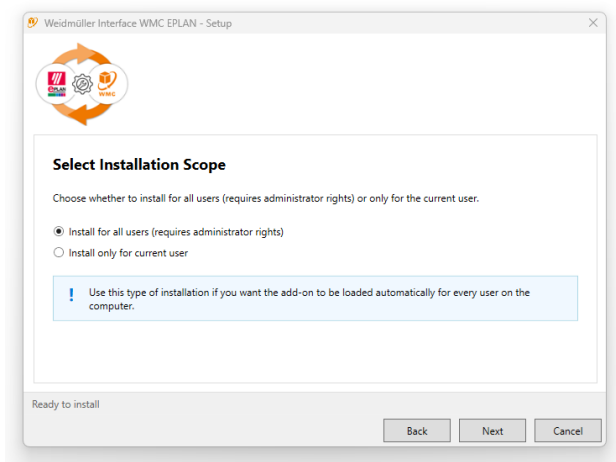 Weidmüller Interface WMC EPLAN - Setup
ePLAN
WMC
Select Installation Scope
Choose whether to install for all users (requires administrator rights) or only for the current user.
Install for all users (requires administrator rights)
Install only for current user
! Use this type of installation if you want the add-on to be loaded automatically for every user on the
computer.
Ready to install
Back Next Cancel